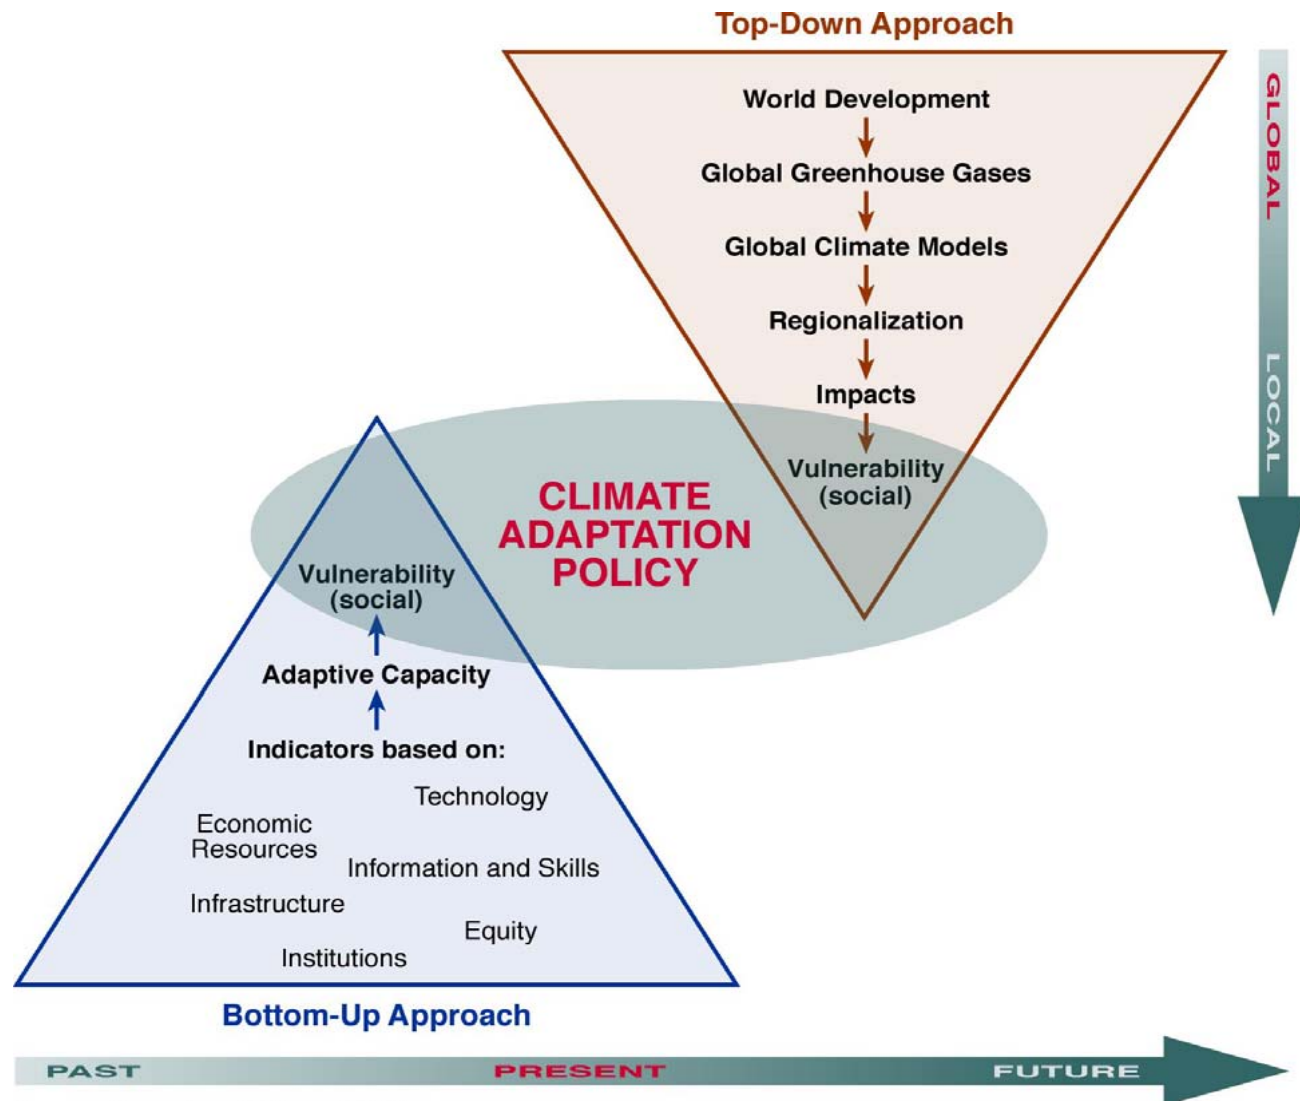 Top-Down Approach
World Development
Global Greenhouse Gases
Global Climate Models
Regionalization
Impacts
Vulnerability
(social)
GLOBAL
LOCAL
CLIMATE
ADAPTATION
POLICY
Vulnerability
(social)
Adaptive Capacity
Indicators based on:
Technology
Economic
Resources
Information and Skills
Infrastructure
Equity
Institutions
Bottom-Up Approach
PAST
PRESENT
FUTURE